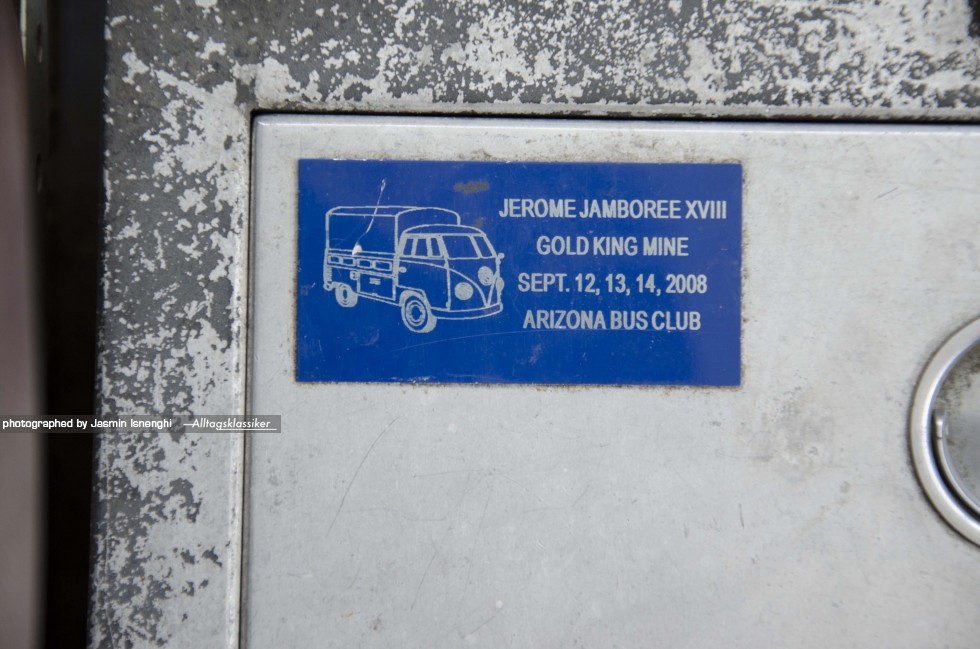 JEROME JAMBOREE XVIII
GOLD KING MINE
SEPT. 12, 13, 14, 2008
ARIZONA BUS CLUB
photographed by Jasmin Isnenghi —Alltagsklassiker